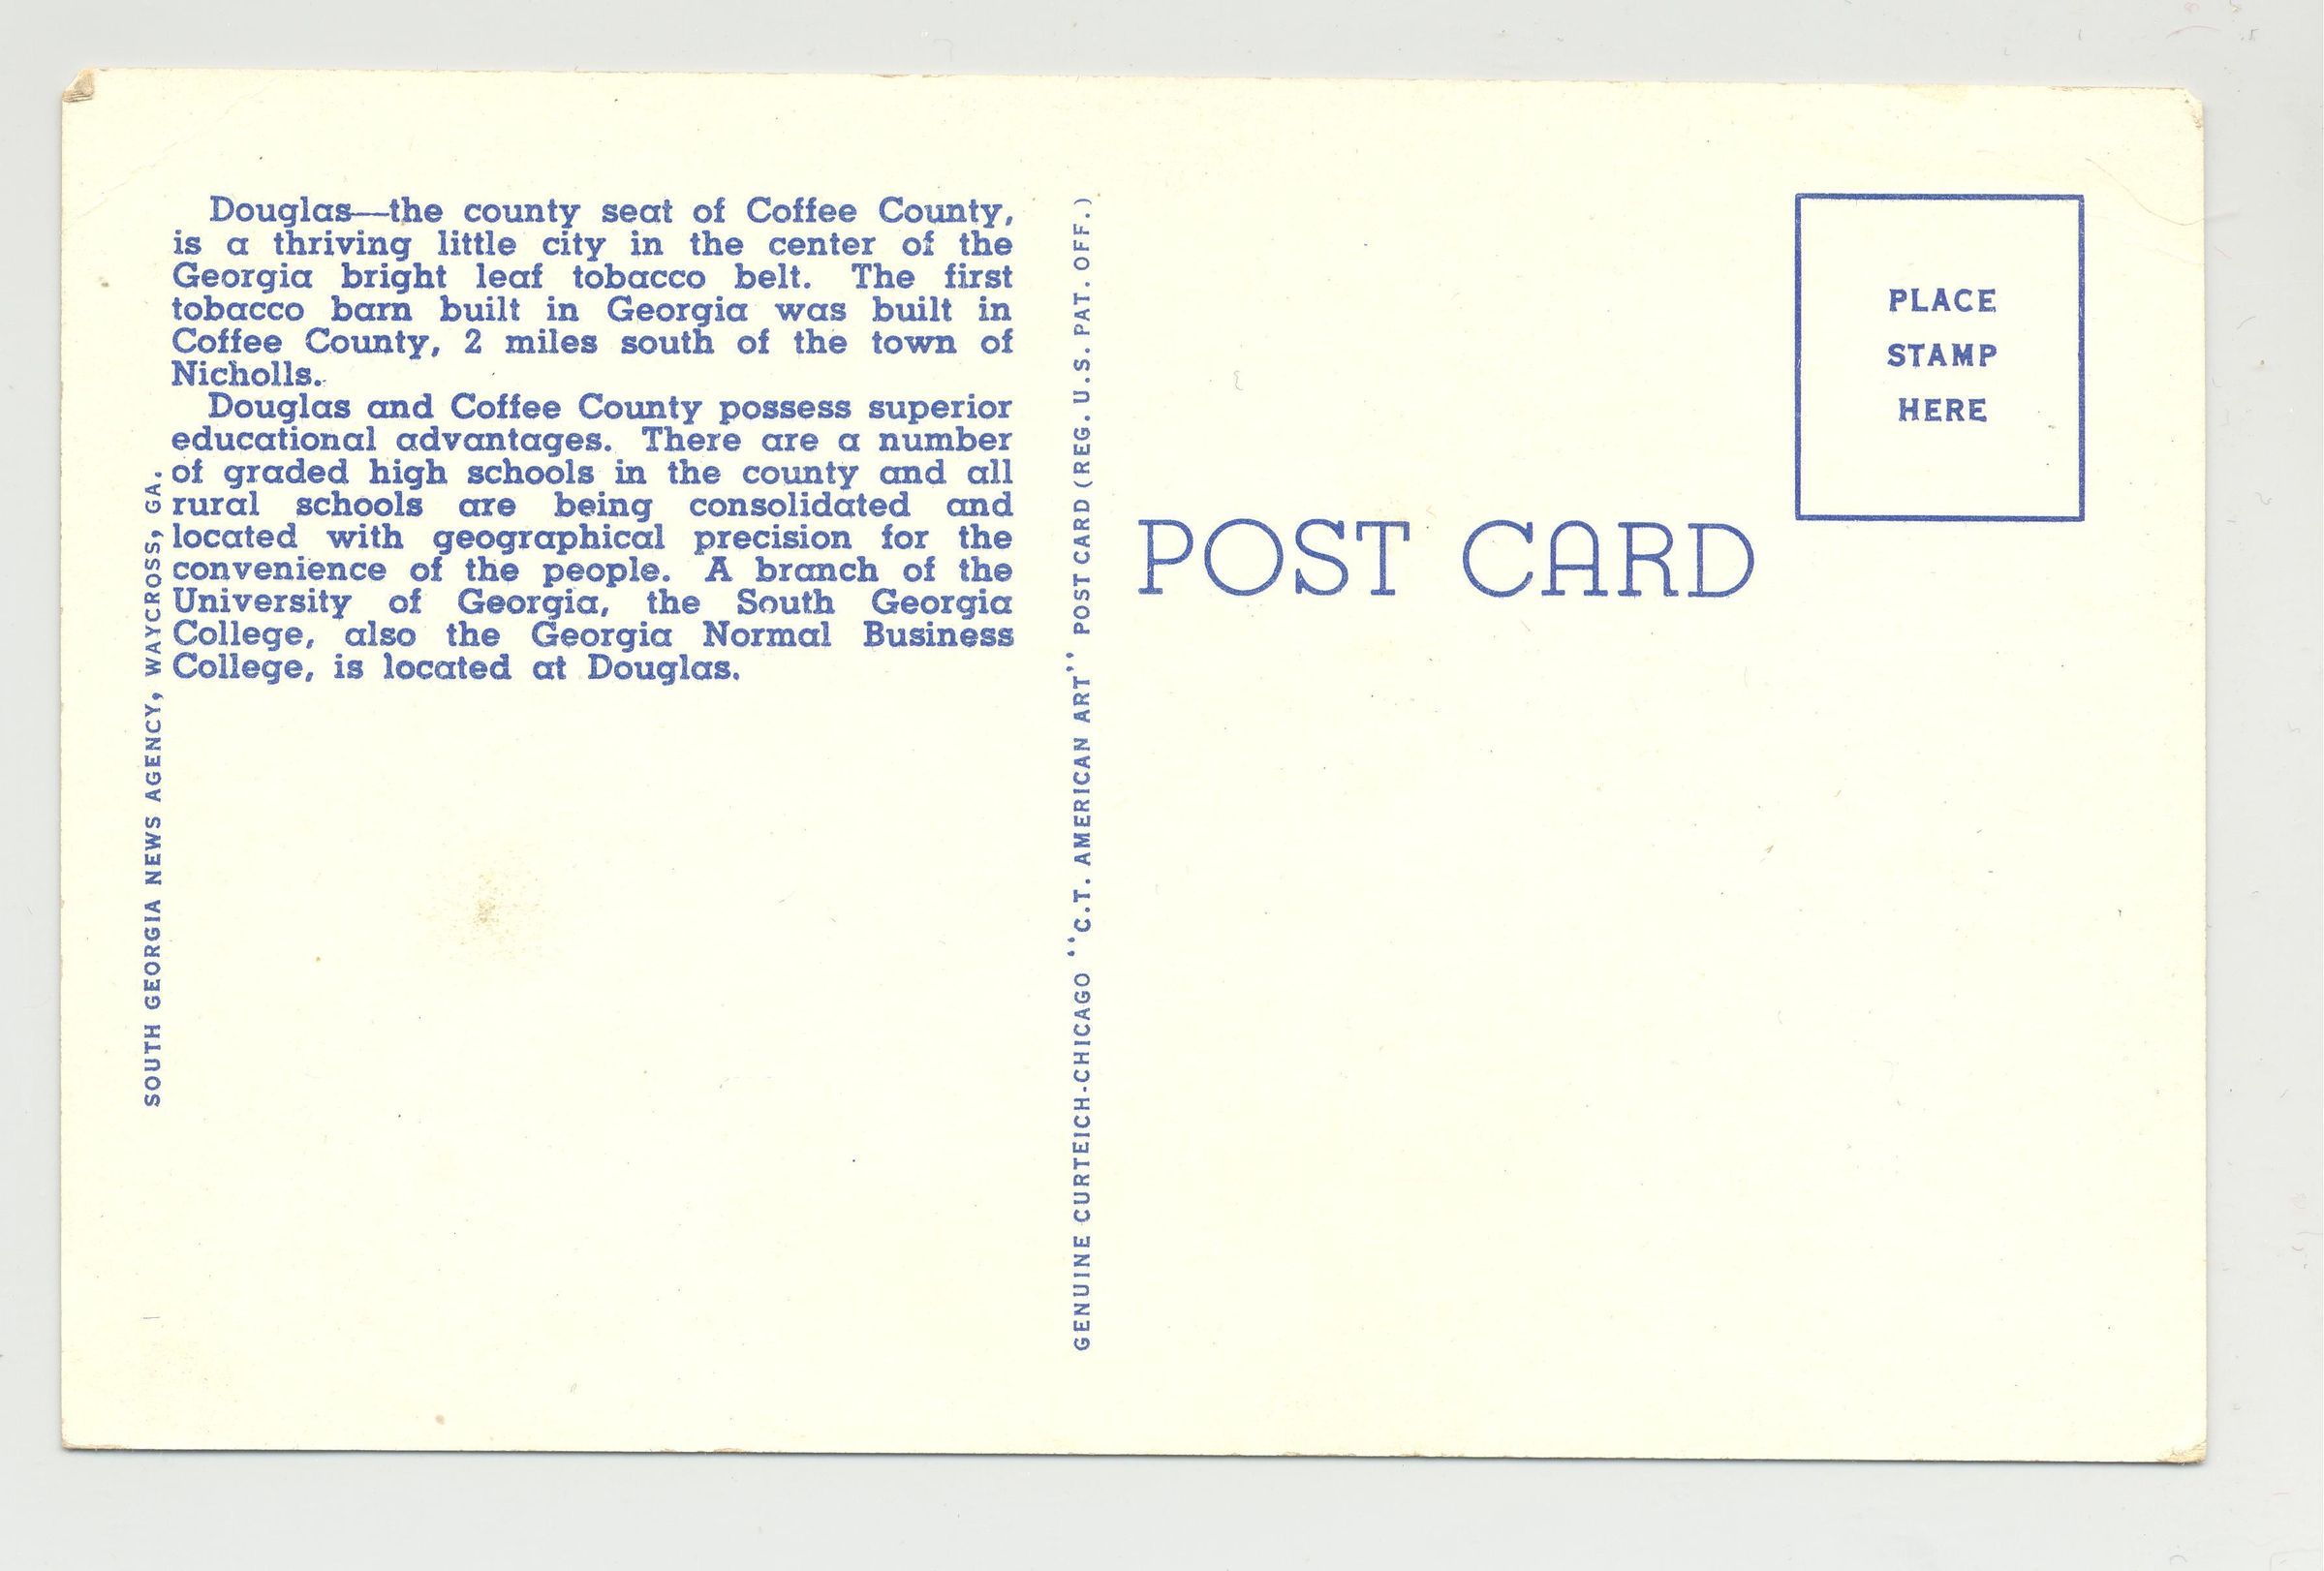 Douglas—the county seat of Coffee County,
is a thriving little city in the center of the
Georgia bright leaf tobacco belt. The first
tobacco barn built in Georgia was built in
Coffee County, 2 miles south of the town of
Nicholls.
Douglas and Coffee County possess superior
educational advantages. There are a number
of graded high schools in the county and all
rural schools are being consolidated and
located with geographical precision for the
convenience of the people. A branch of the
University of Georgia, the South Georgia
College, also the Georgia Normal Business
College, is located at Douglas.
SOUTH GEORGIA NEWS AGENCY, WAYCROSS, GA.
GENUINE CURTEICH-CHICAGO "C.T. AMERICAN ART" POST CARD (REG. U.S. PAT. OFF.)
POST CARD
PLACE
STAMP
HERE